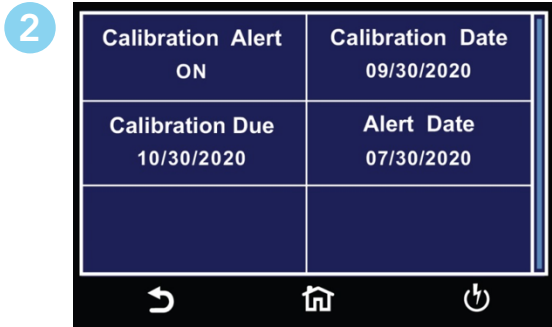 2
Calibration Alert
ON
Calibration Date
09/30/2020
Calibration Due
10/30/2020
Alert Date
07/30/2020